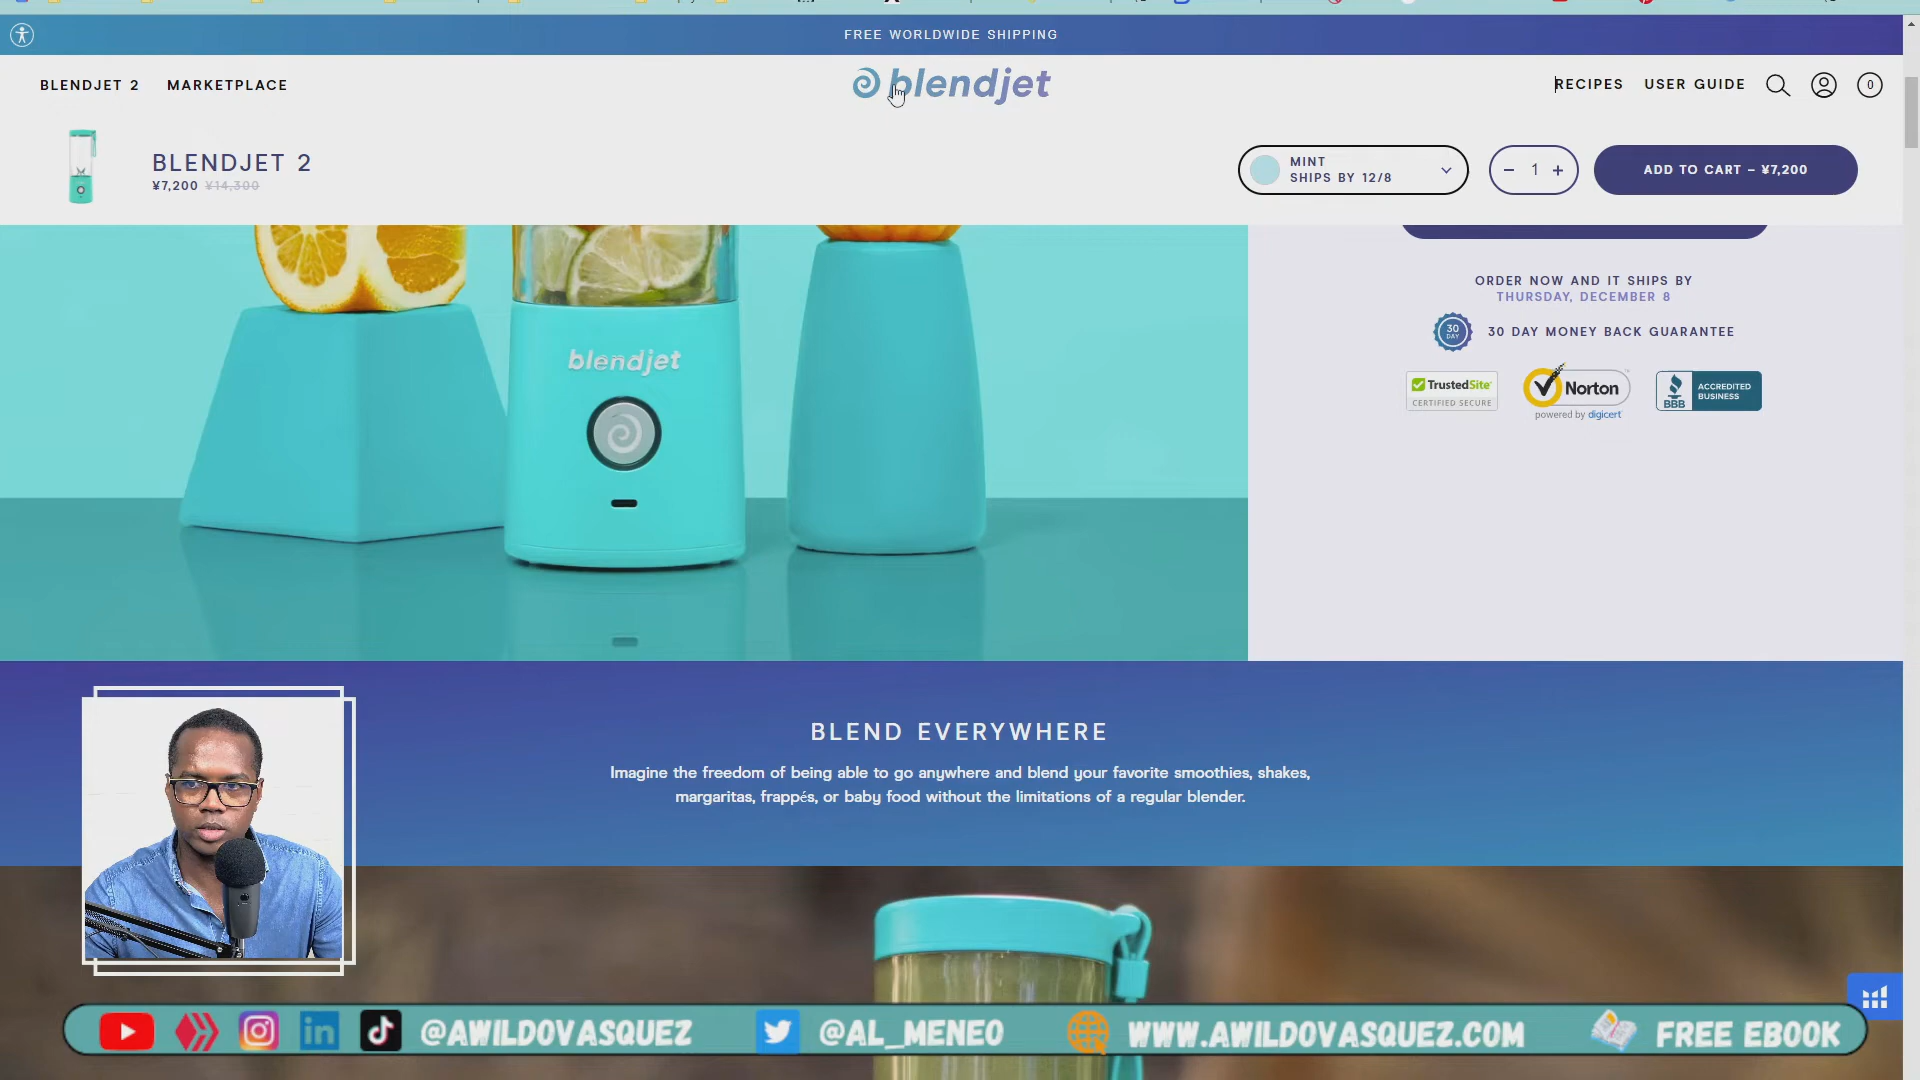 FREE WORLDWIDE SHIPPING
BLENDJET 2 MARKETPLACE
blendjet
RECIPES USER GUIDE 0
BLENDJET 2
¥7,200 ¥14,300
MINT
SHIPS BY 12/8
1
ADD TO CART – ¥7,200
blendjet
ORDER NOW AND IT SHIPS BY
THURSDAY, DECEMBER 8
30 DAY
30 DAY MONEY BACK GUARANTEE
TrustedSite
CERTIFIED SECURE
Norton
powered by digicert
BBB
ACCREDITED
BUSINESS
BLEND EVERYWHERE
Imagine the freedom of being able to go anywhere and blend your favorite smoothies, shakes,
margaritas, frappés, or baby food without the limitations of a regular blender.
@AWILDOVASQUEZ @AL_MENEO WWW.AWILDOVASQUEZ.COM FREE EBOOK